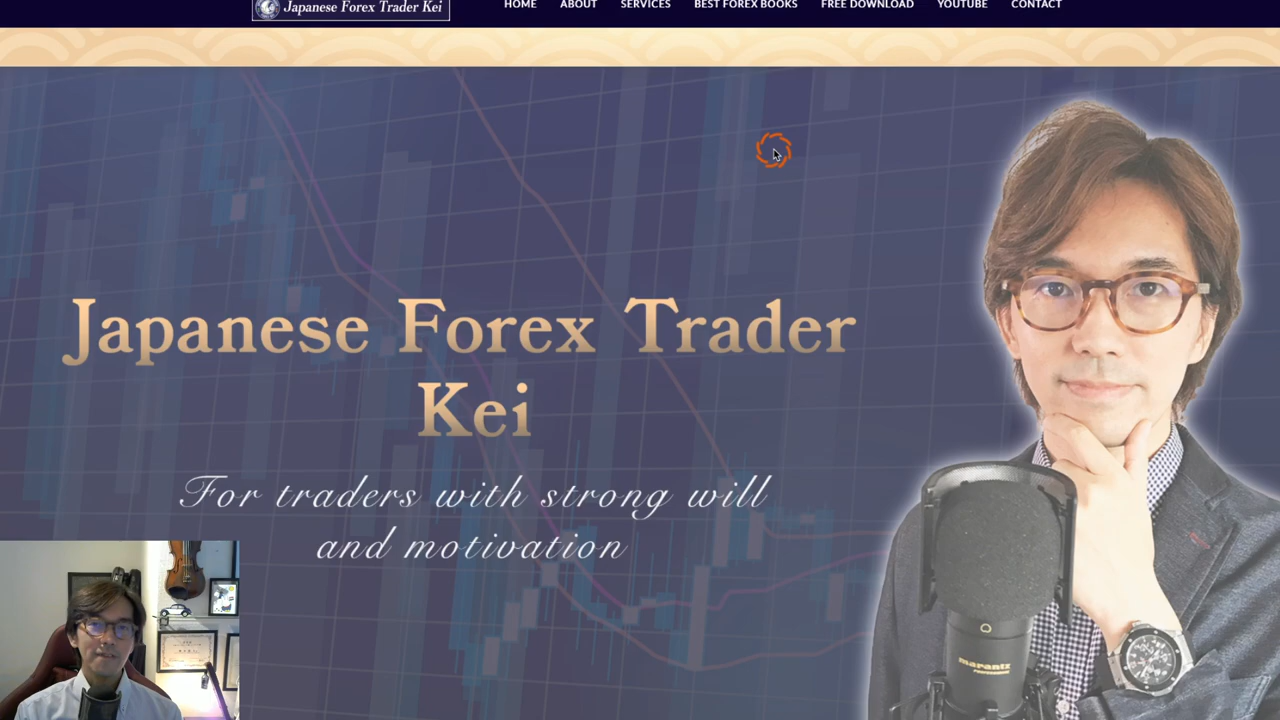 Japanese Forex Trader Kei
HOME ABOUT SERVICES BEST FOREX BOOKS FREE DOWNLOAD YOUTUBE CONTACT
Japanese Forex Trader
Kei
For traders with strong will
and motivation
marantz
PROFESSIONAL